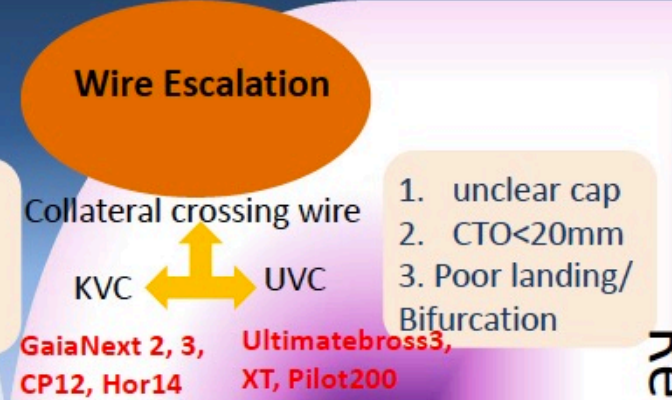 Wire Escalation
Collateral crossing wire
KVC
UVC
GaiaNext 2, 3,
CP12, Hor14
Ultimatebross3,
XT, Pilot200
1. unclear cap
2. CTO<20mm
3. Poor landing/
Bifurcation
Re